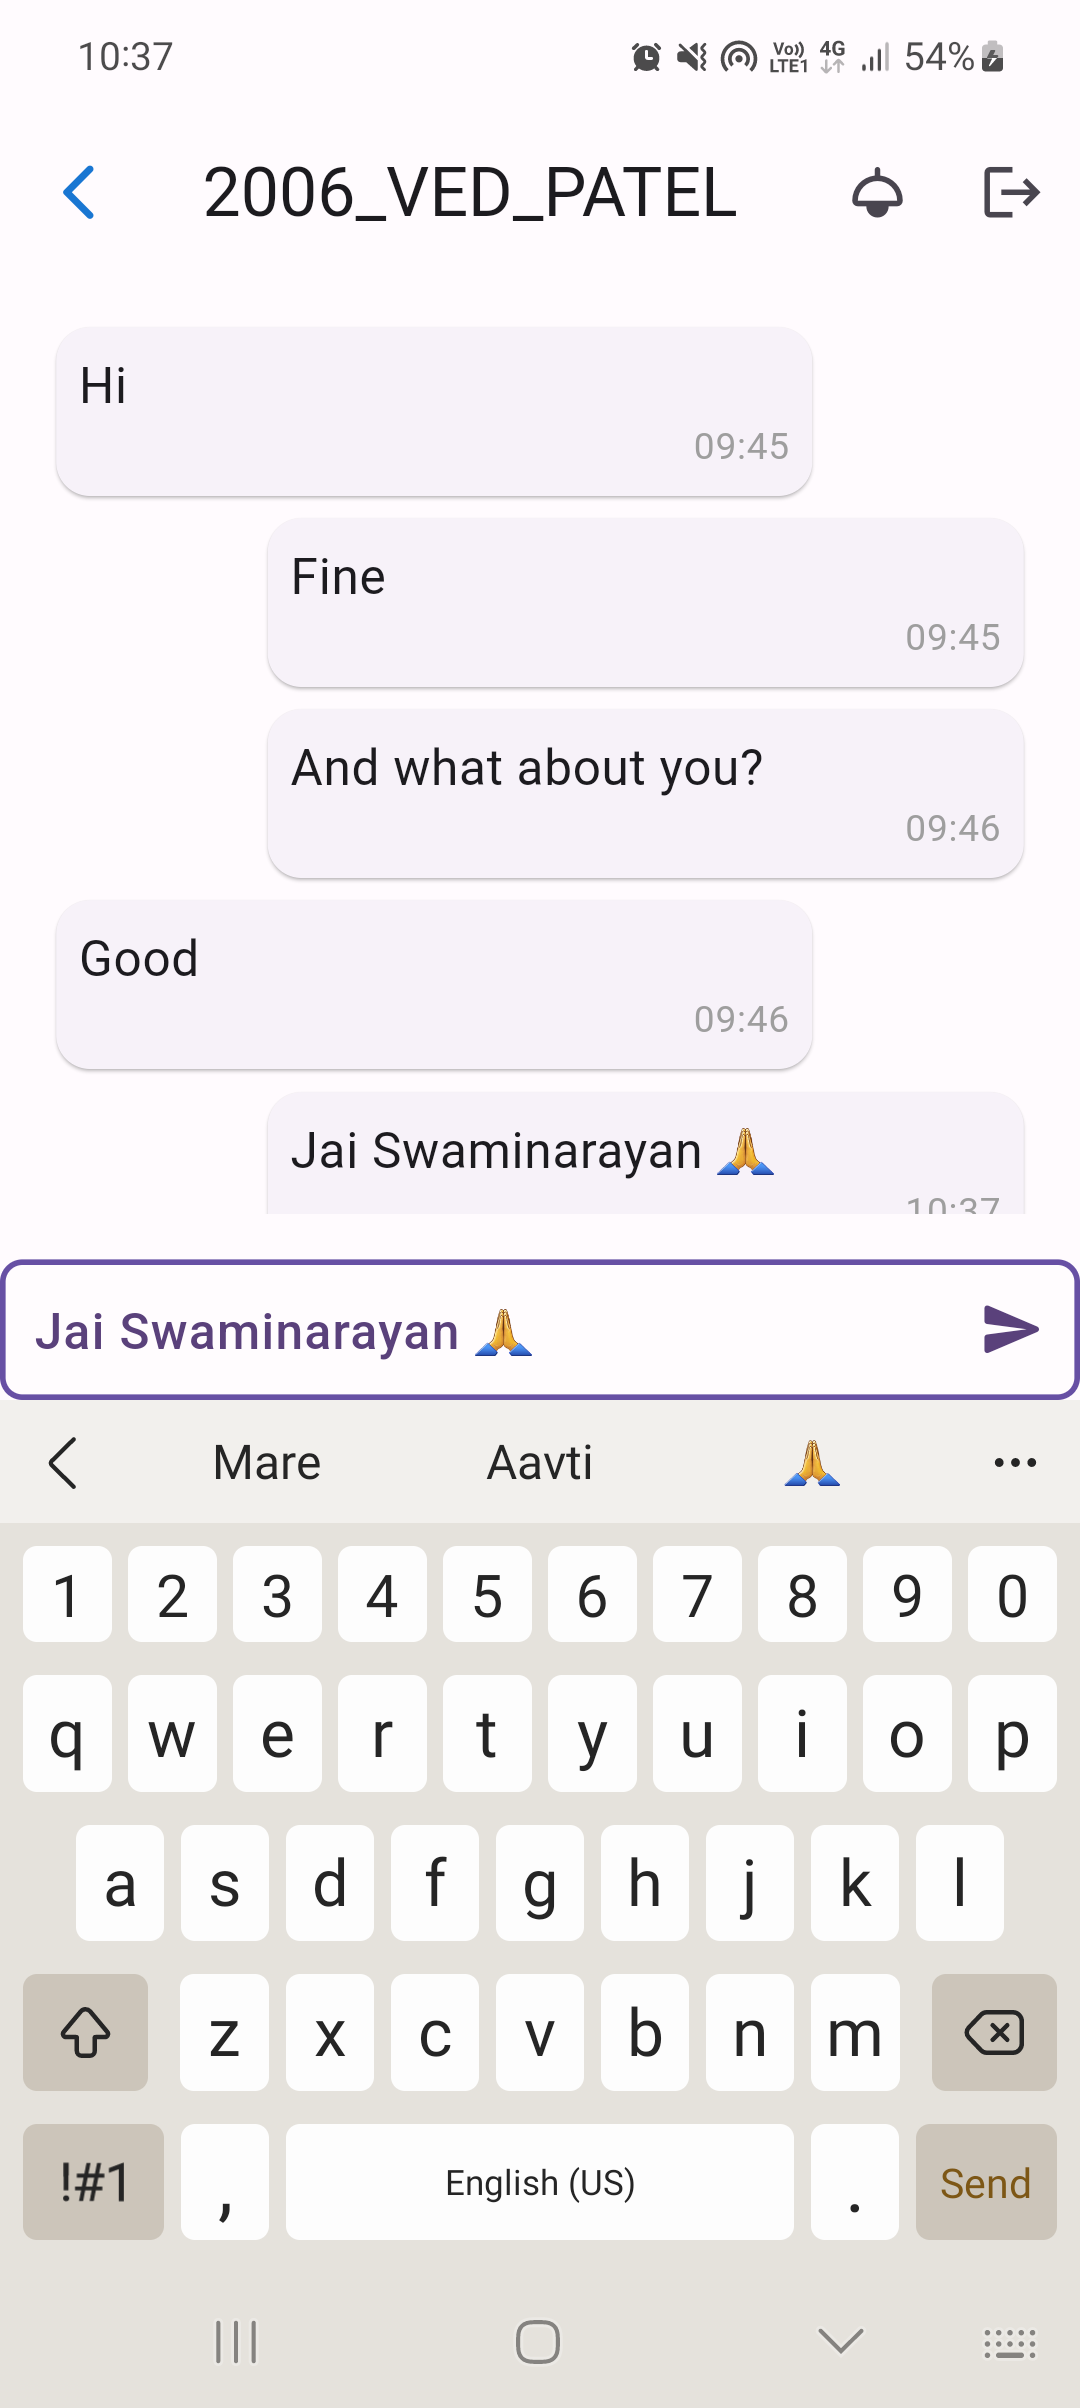 10:37
Vo)) LTE1 4G 54%
2006_VED_PATEL
Hi
09:45
Fine
09:45
And what about you?
09:46
Good
09:46
Jai Swaminarayan 🙏
10:37
Jai Swaminarayan 🙏
Mare Aavti 🙏 ...
1 2 3 4 5 6 7 8 9 0
q w e r t y u i o p
a s d f g h j k l
z x c v b n m
!#1 , English (US) . Send